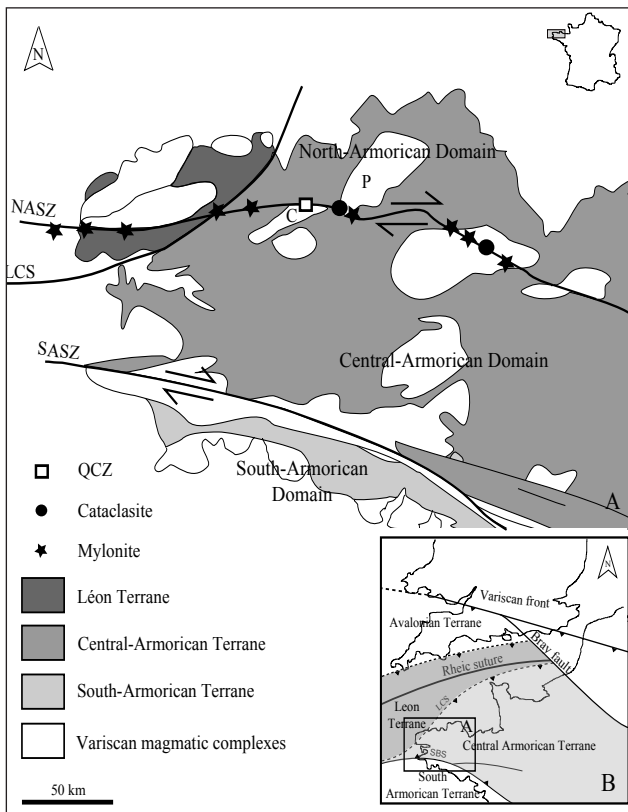 N
North-Armorican Domain
P
NASZ
C
LCS
SASZ
Central-Armorican Domain
South-Armorican
Domain
A
QCZ
Cataclasite
Mylonite
Léon Terrane
Central-Armorican Terrane
South-Armorican Terrane
Variscan magmatic complexes
50 km
N
Variscan front
Avalonian Terrane
Bray fault
Rheic suture
LCS
Leon
Terrane
A
Central Armorican Terrane
SBS
South
Armorican Terrane
B